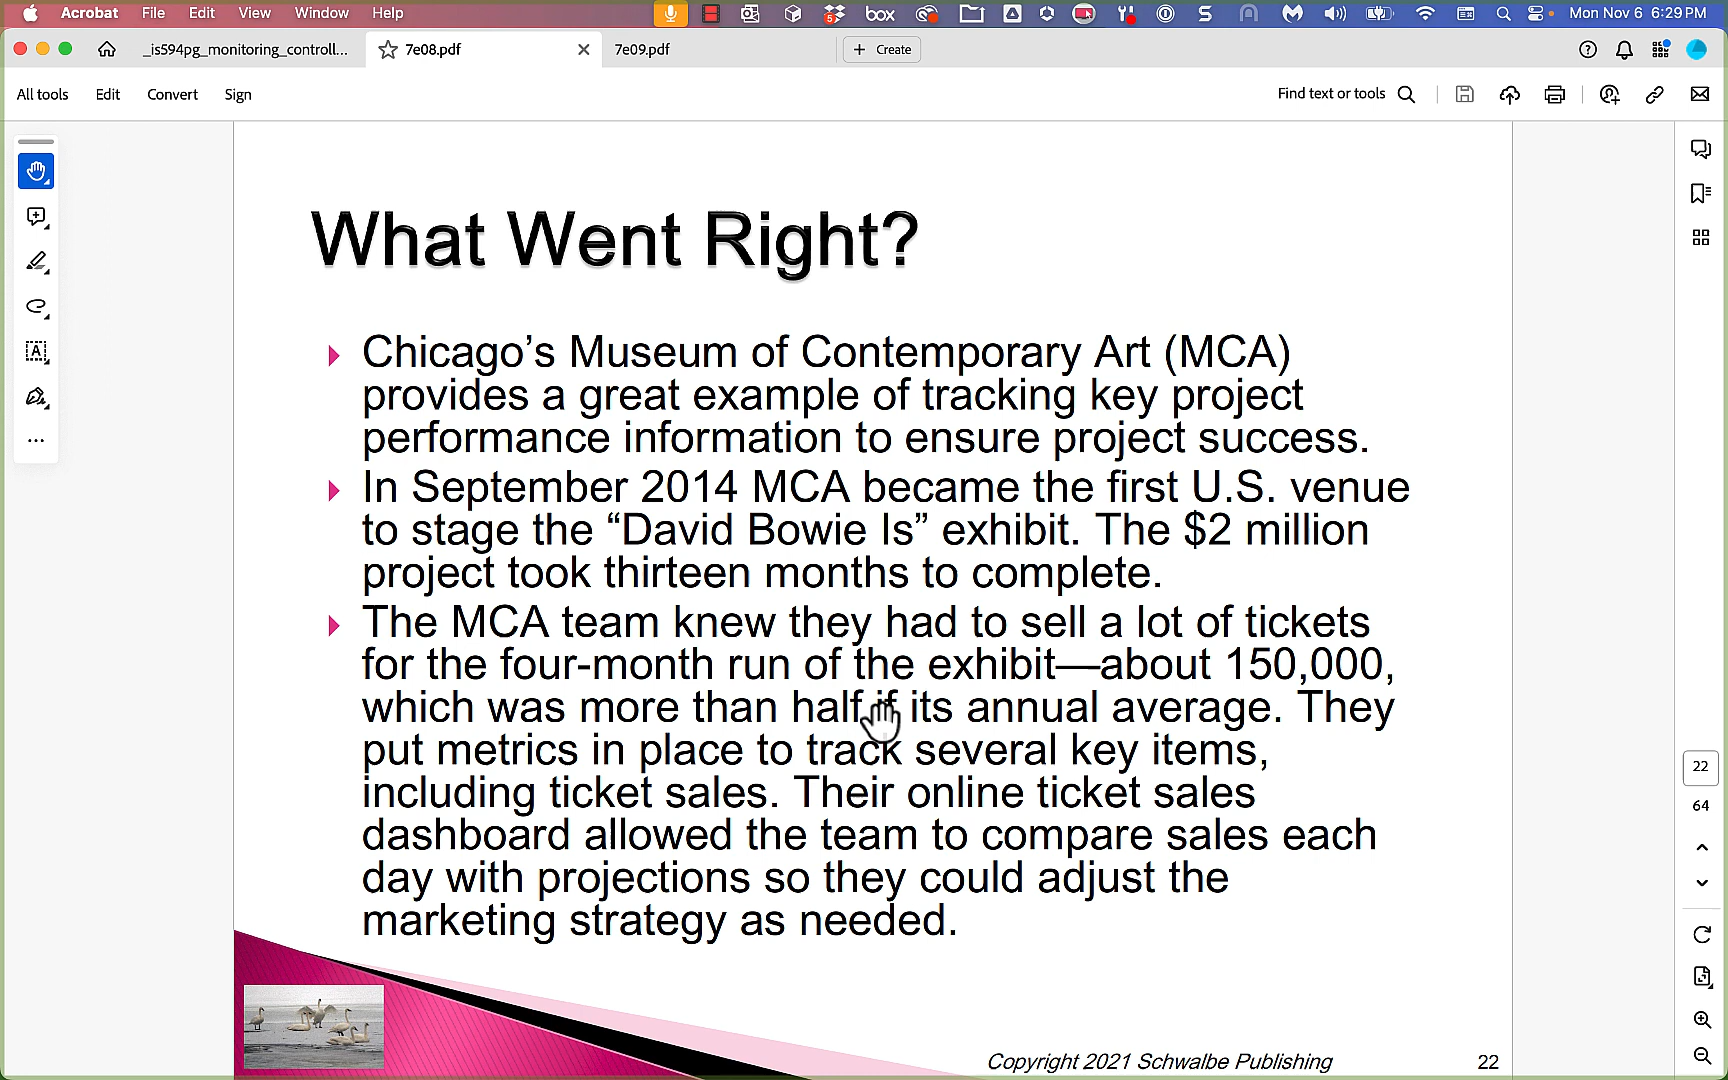 Acrobat File Edit View Window Help box Mon Nov 6 6:29 PM
_is594pg_monitoring_controll... 7e08.pdf 7e09.pdf + Create
All tools Edit Convert Sign Find text or tools
What Went Right?
Chicago’s Museum of Contemporary Art (MCA)
provides a great example of tracking key project
performance information to ensure project success.
In September 2014 MCA became the first U.S. venue
to stage the “David Bowie Is” exhibit. The $2 million
project took thirteen months to complete.
The MCA team knew they had to sell a lot of tickets
for the four-month run of the exhibit—about 150,000,
which was more than half if its annual average. They
put metrics in place to track several key items,
including ticket sales. Their online ticket sales
dashboard allowed the team to compare sales each
day with projections so they could adjust the
marketing strategy as needed.
22
64
Copyright 2021 Schwalbe Publishing 22